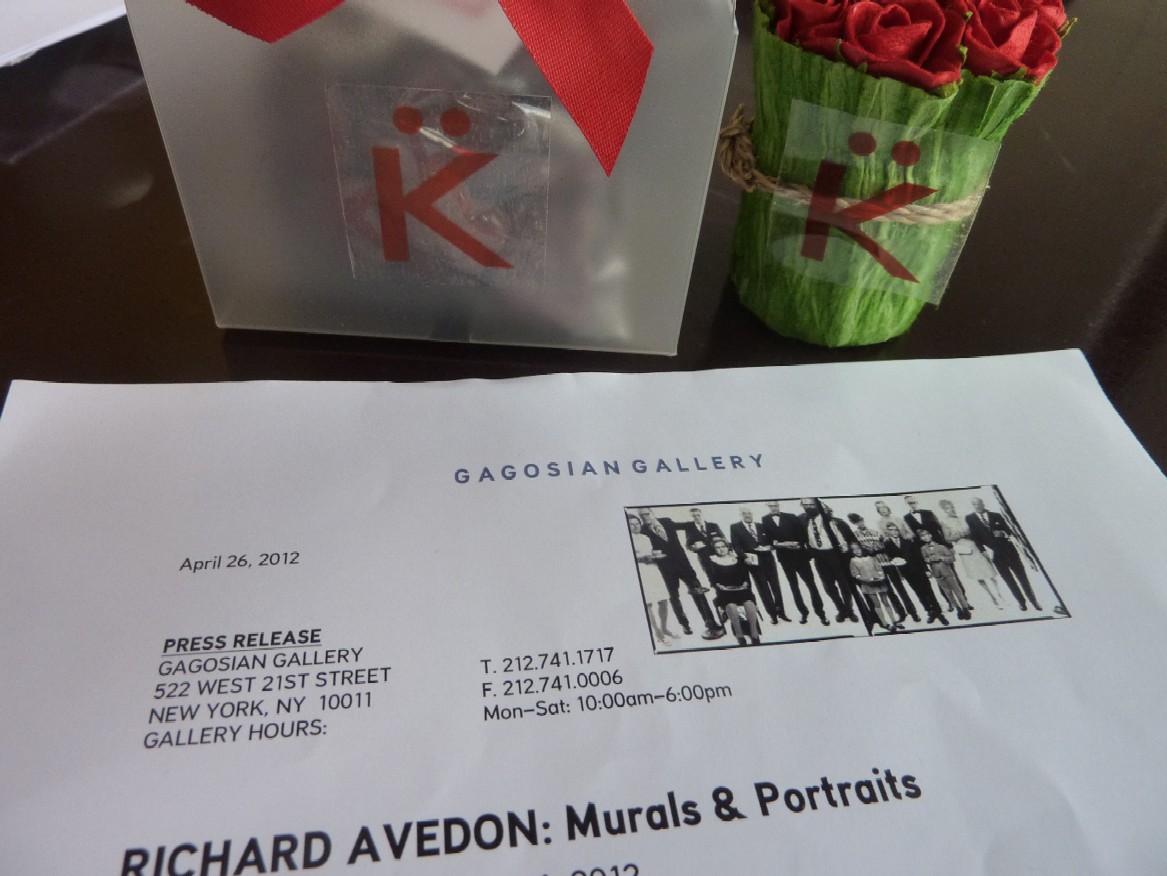 K̈
K̈
GAGOSIAN GALLERY
April 26, 2012
PRESS RELEASE
GAGOSIAN GALLERY
522 WEST 21ST STREET
NEW YORK, NY 10011
GALLERY HOURS:
T. 212.741.1717
F. 212.741.0006
Mon–Sat: 10:00am–6:00pm
RICHARD AVEDON: Murals & Portraits
2012